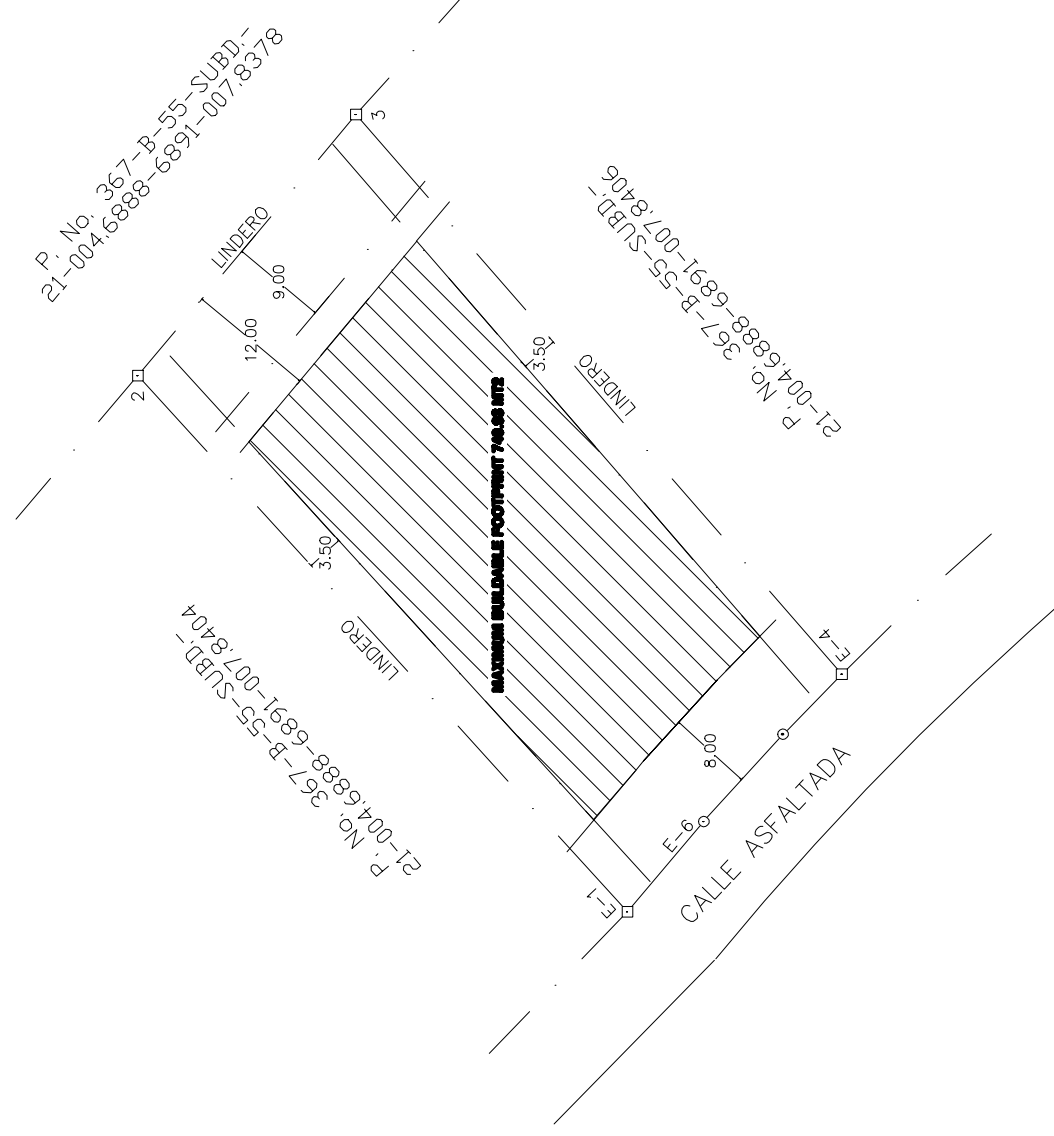 P. No. 367-B-55-SUBD.-
21-004.6888-6891-007.8378
3
LINDERO
9.00
12.00
2
P. No. 367-B-55-SUBD.-
21-004.6888-6891-007.8406
3.50
LINDERO
MAXIMUM BUILDABLE FOOTPRINT 749.96 MT2
3.50
LINDERO
P. No. 367-B-55-SUBD.-
21-004.6888-6891-007.8404
E-4
8.00
E-6
E-1
CALLE ASFALTADA